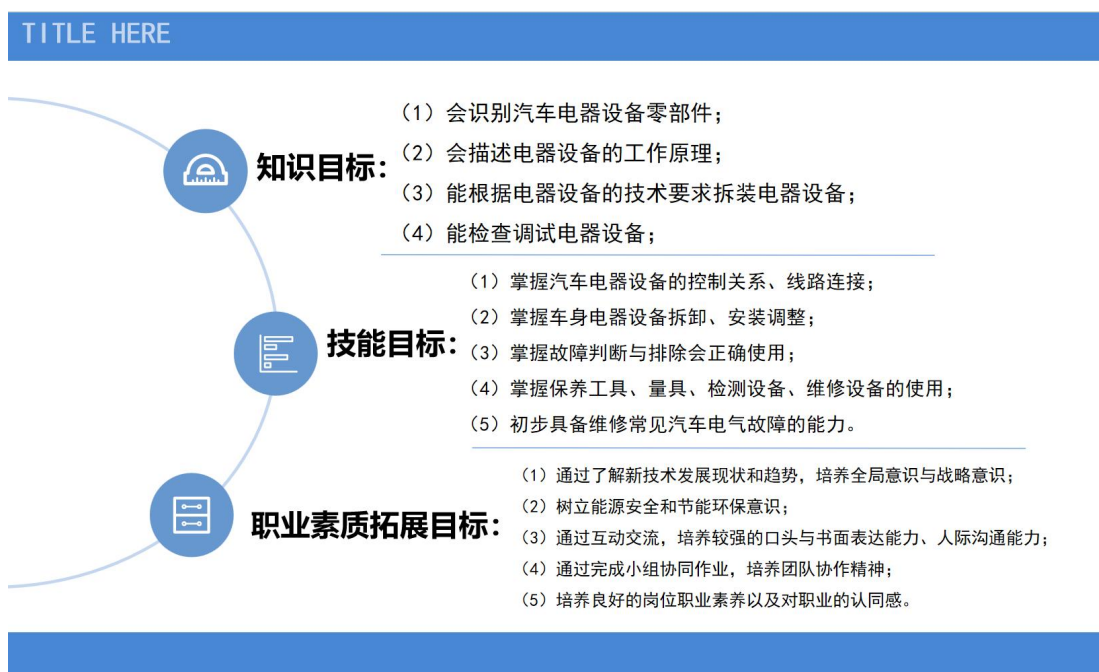 TITLE HERE
知识目标：
（1）会识别汽车电器设备零部件；
（2）会描述电器设备的工作原理；
（3）能根据电器设备的技术要求拆装电器设备；
（4）能检查调试电器设备；
技能目标：
（1）掌握汽车电器设备的控制关系、线路连接；
（2）掌握车身电器设备拆卸、安装调整；
（3）掌握故障判断与排除会正确使用；
（4）掌握保养工具、量具、检测设备、维修设备的使用；
（5）初步具备维修常见汽车电气故障的能力。
职业素质拓展目标：
（1）通过了解新技术发展现状和趋势，培养全局意识与战略意识；
（2）树立能源安全和节能环保意识；
（3）通过互动交流，培养较强的口头与书面表达能力、人际沟通能力；
（4）通过完成小组协同作业，培养团队协作精神；
（5）培养良好的岗位职业素养以及对职业的认同感。